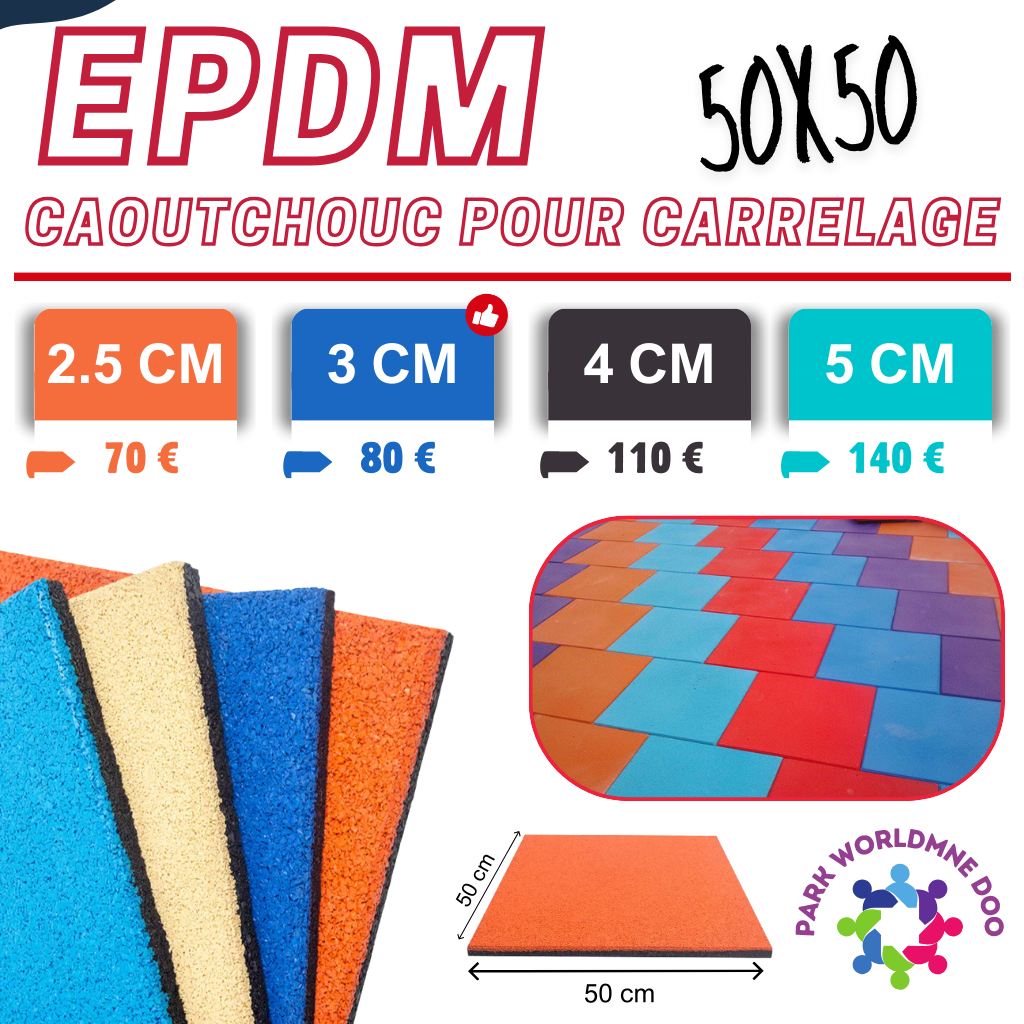 EPDM
50X50
CAOUTCHOUC POUR CARRELAGE
2.5 CM
3 CM
4 CM
5 CM
70 €
80 €
110 €
140 €
50 cm
50 cm
PARK WORLDMNE DOO